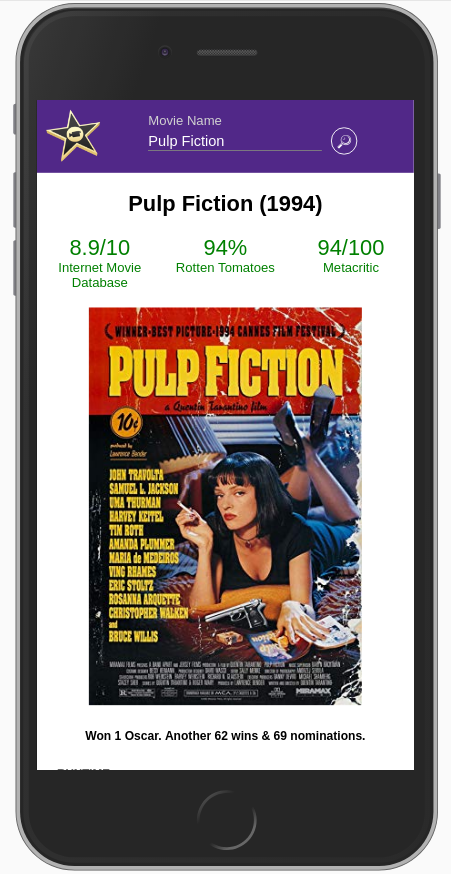 Movie Name
Pulp Fiction
Pulp Fiction (1994)
8.9/10
Internet Movie
Database
94%
Rotten Tomatoes
94/100
Metacritic
WINNER-BEST PICTURE-1994 CANNES FILM FESTIVAL
PULP FICTION
a Quentin Tarantino film
10¢
produced by
Lawrence Bender
JOHN TRAVOLTA
SAMUEL L. JACKSON
UMA THURMAN
HARVEY KEITEL
TIM ROTH
AMANDA PLUMMER
MARIA de MEDEIROS
VING RHAMES
ERIC STOLTZ
ROSANNA ARQUETTE
CHRISTOPHER WALKEN
and
BRUCE WILLIS
MIRAMAX
Won 1 Oscar. Another 62 wins & 69 nominations.